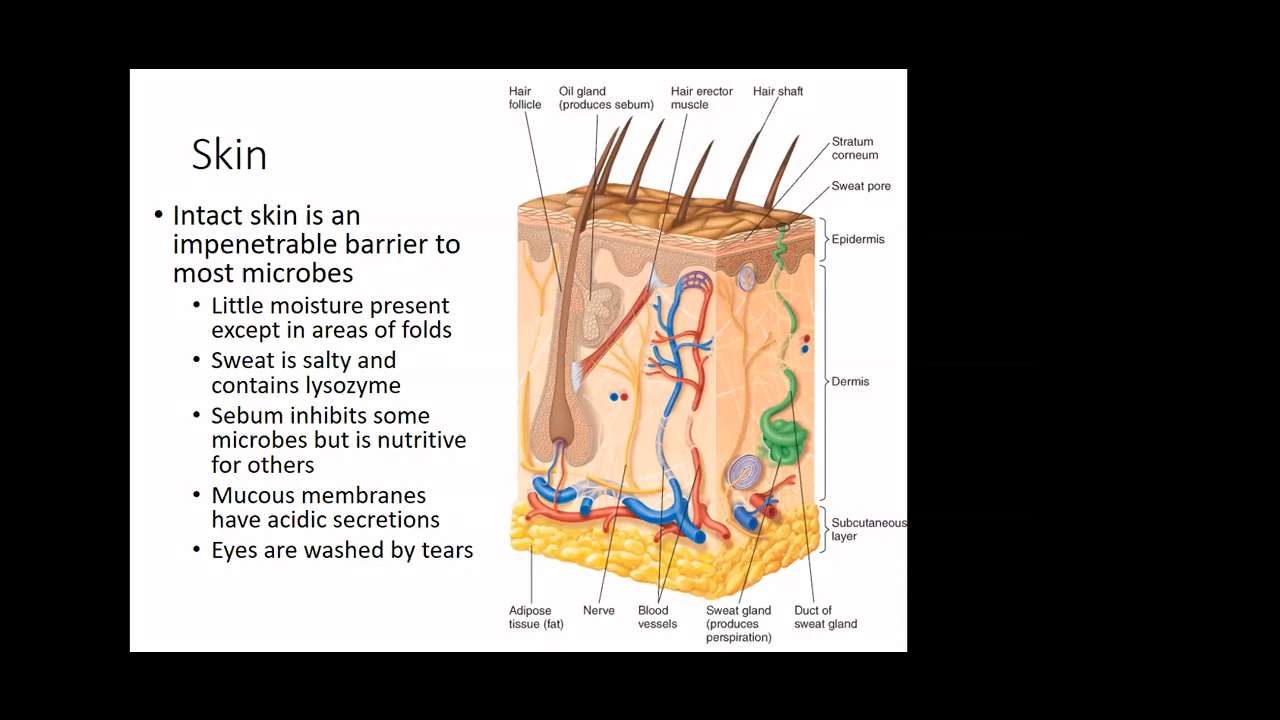 Skin
• Intact skin is an
impenetrable barrier to
most microbes
• Little moisture present
except in areas of folds
• Sweat is salty and
contains lysozyme
• Sebum inhibits some
microbes but is nutritive
for others
• Mucous membranes
have acidic secretions
• Eyes are washed by tears
Hair
follicle
Oil gland
(produces sebum)
Hair erector
muscle
Hair shaft
Stratum
corneum
Sweat pore
Epidermis
Dermis
Subcutaneous
layer
Adipose
tissue (fat)
Nerve
Blood
vessels
Sweat gland
(produces
perspiration)
Duct of
sweat gland